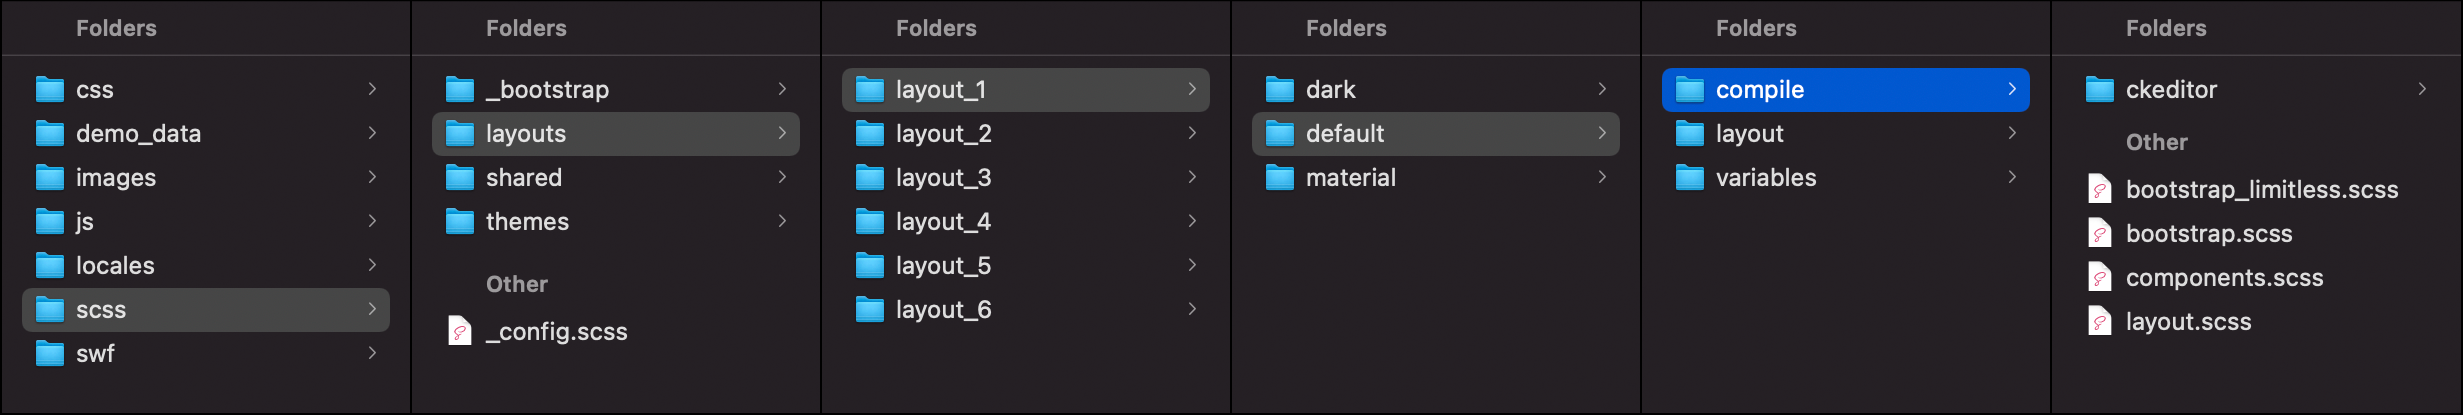 Folders
css
demo_data
images
js
locales
scss
swf
Folders
_bootstrap
layouts
shared
themes
Other
_config.scss
Folders
layout_1
layout_2
layout_3
layout_4
layout_5
layout_6
Folders
dark
default
material
Folders
compile
layout
variables
Folders
ckeditor
Other
bootstrap_limitless.scss
bootstrap.scss
components.scss
layout.scss